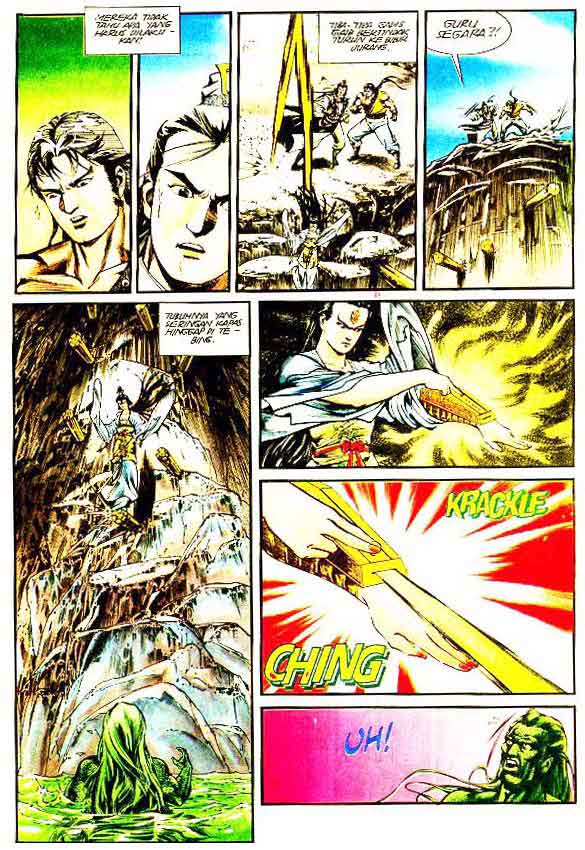 MEREKA TIDAK
TAHU APA YANG
HARUS DILAKU -
KAN!
TIBA-TIBA GADIS
GAIB BERTINDAK
TURUN KE BIBIR
JURANG.
GURU
SEGARA?!
TUBUHNYA YANG
SERINGAN KAPAS
HINGGAP DI TE -
BING.
KRACKLE
CHING
UH!